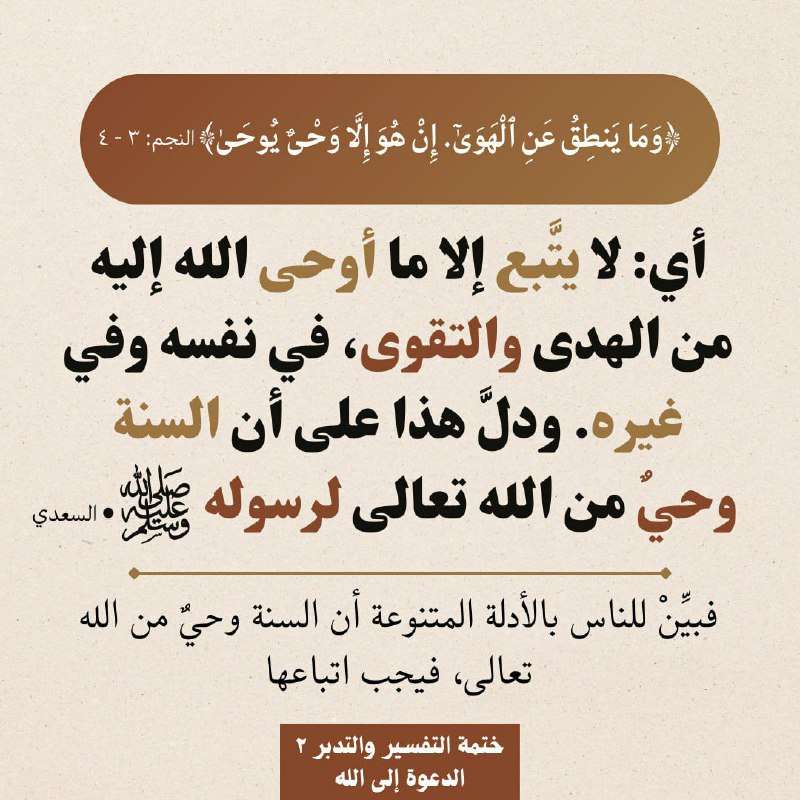 ﴿وَمَا يَنطِقُ عَنِ ٱلْهَوَىٰٓ. إِنْ هُوَ إِلَّا وَحْىٌ يُوحَىٰ﴾ النجم: ٣ - ٤
أي: لا يتَّبع إلا ما أوحى الله إليه
من الهدى والتقوى، في نفسه وفي
غيره. ودلَّ هذا على أن السنة
وحيٌ من الله تعالى لرسوله ﷺ • السعدي
فبيِّنْ للناس بالأدلة المتنوعة أن السنة وحيٌ من الله
تعالى، فيجب اتباعها
ختمة التفسير والتدبر ٢
الدعوة إلى الله